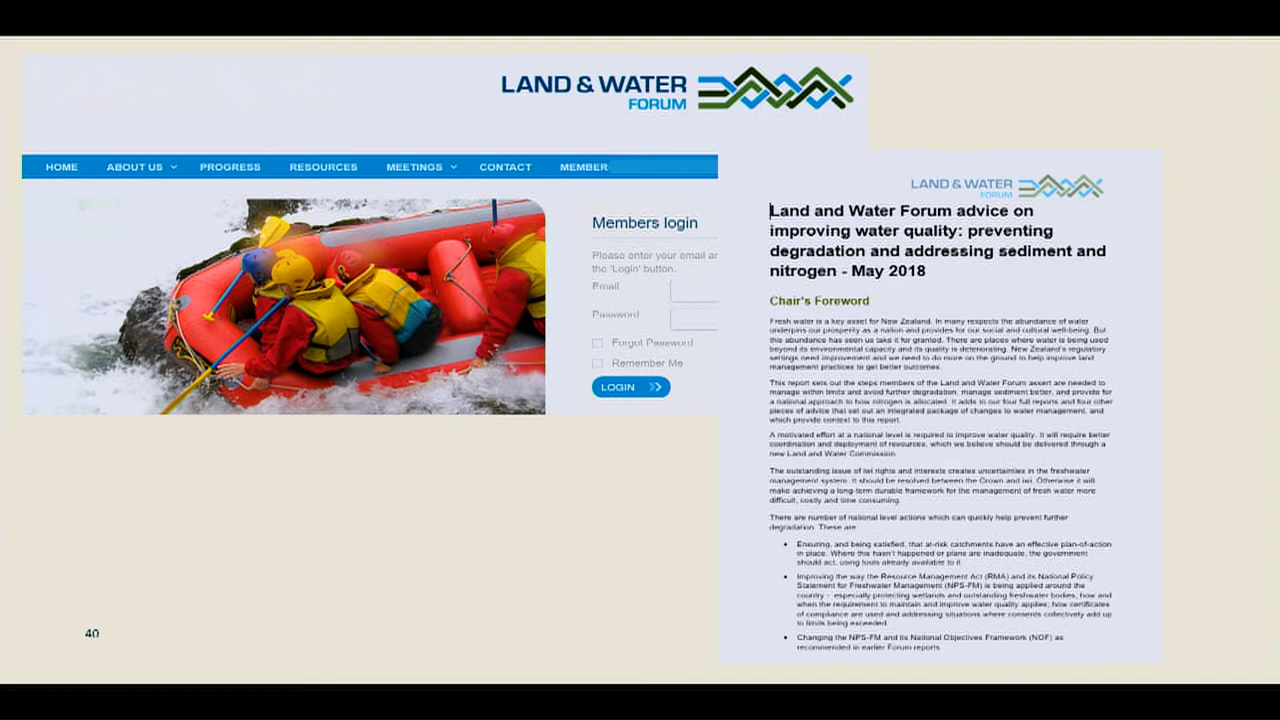 LAND & WATER
FORUM
HOME ABOUT US PROGRESS RESOURCES MEETINGS CONTACT MEMBER
Members login
Please enter your email ar
the 'Login' button.
Email
Password
Forgot Password
Remember Me
LOGIN
LAND & WATER
FORUM
Land and Water Forum advice on
improving water quality: preventing
degradation and addressing sediment and
nitrogen - May 2018
Chair's Foreword
Fresh water is a key asset for New Zealand. In many respects the abundance of water
underpins our prosperity as a nation and provides for our social and cultural well-being. But
this abundance has seen us take it for granted. There are places where water is being used
beyond its environmental capacity and its quality is deteriorating. New Zealand's regulatory
settings need improvement and we need to do more on the ground to help improve land
management practices to get better outcomes.
This report sets out the steps members of the Land and Water Forum assert are needed to
manage within limits and avoid further degradation, manage sediment better, and provide for
a national approach to how nitrogen is allocated. It adds to our four full reports and four other
pieces of advice that set out an integrated package of changes to water management, and
which provide context to this report.
A motivated effort at a national level is required to improve water quality. It will require better
coordination and deployment of resources, which we believe should be delivered through a
new Land and Water Commission.
The outstanding issue of iwi rights and interests creates uncertainties in the freshwater
management system. It should be resolved between the Crown and iwi. Otherwise it will
make achieving a long-term durable framework for the management of fresh water more
difficult, costly and time consuming.
There are number of national level actions which can quickly help prevent further
degradation. These are:
• Ensuring, and being satisfied, that at-risk catchments have an effective plan-of-action
in place. Where this hasn't happened or plans are inadequate, the government
should act, using tools already available to it.
• Improving the way the Resource Management Act (RMA) and its National Policy
Statement for Freshwater Management (NPS-FM) is being applied around the
country - especially protecting wetlands and outstanding freshwater bodies; how and
when the requirement to maintain and improve water quality applies; how certificates
of compliance are used and addressing situations where consents collectively add up
to limits being exceeded.
• Changing the NPS-FM and its National Objectives Framework (NOF) as
recommended in earlier Forum reports.
40